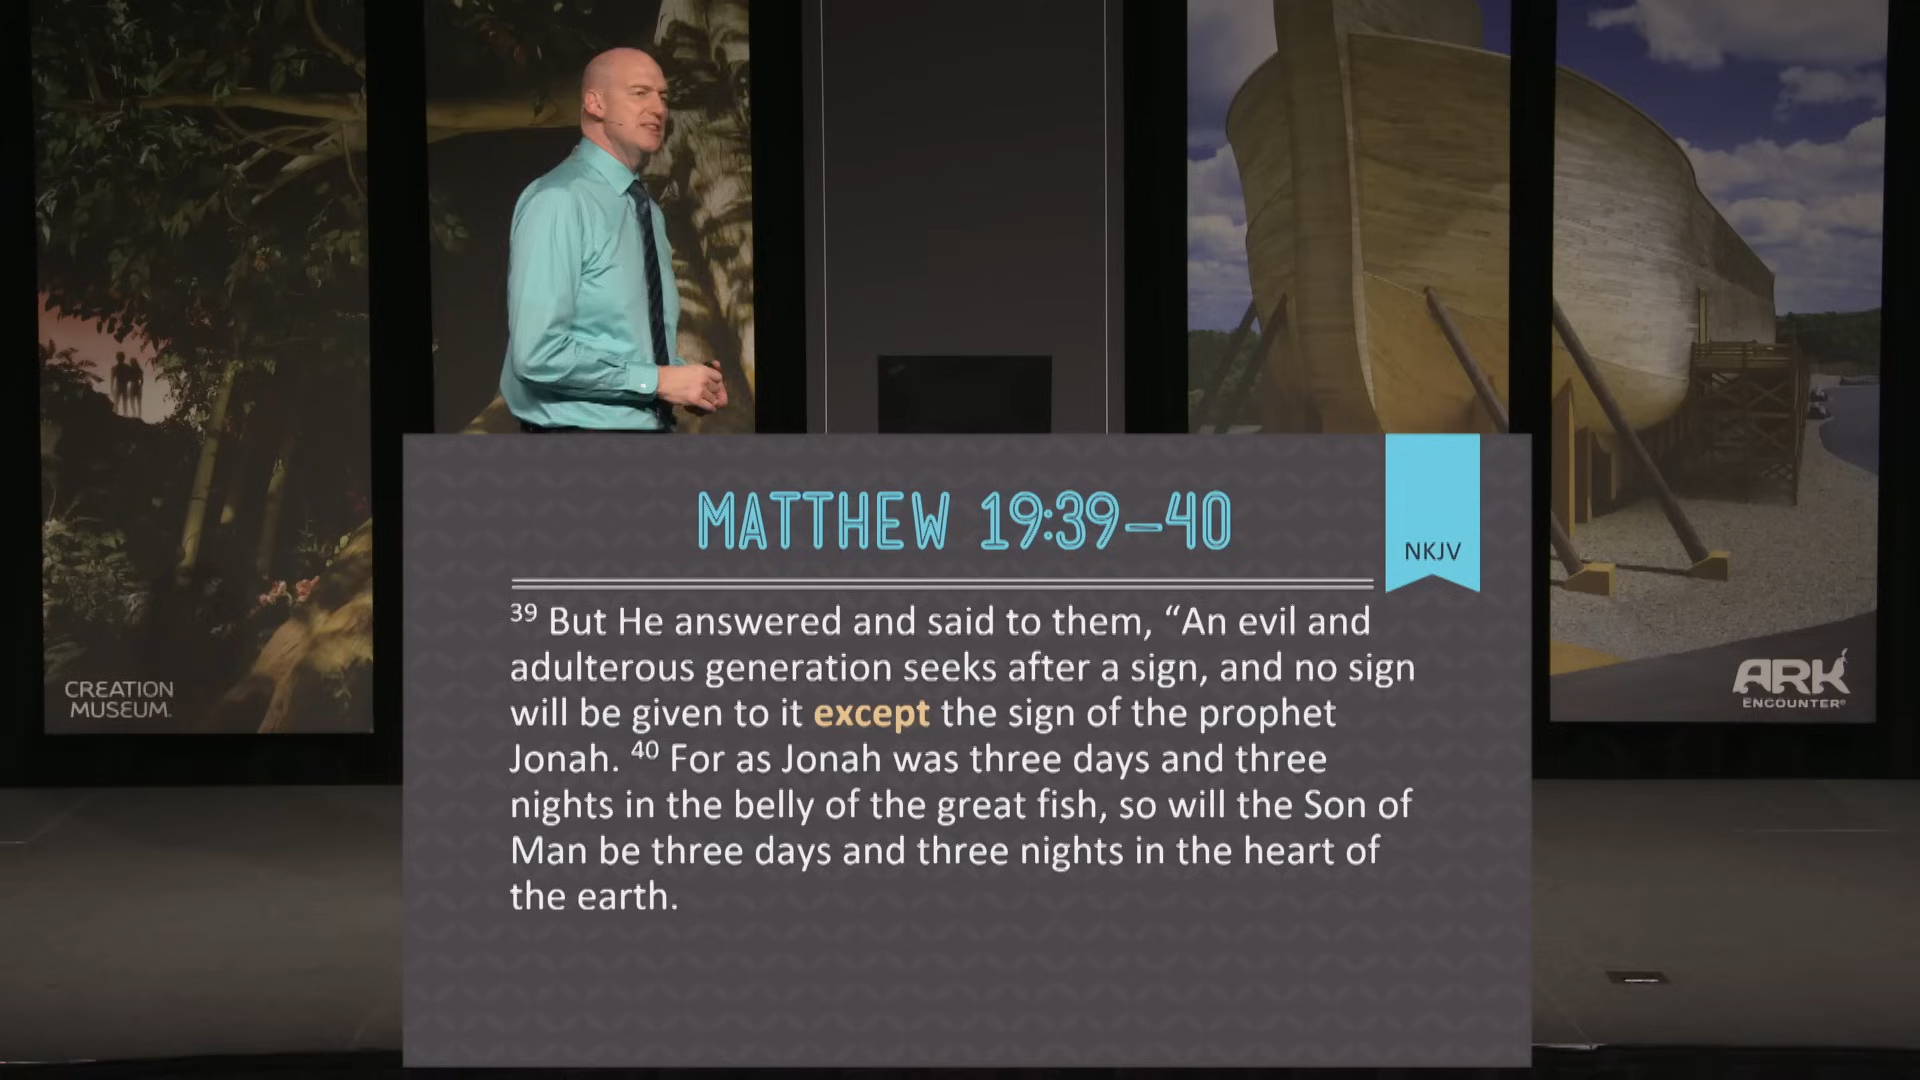 MATTHEW 19:39–40
NKJV
39 But He answered and said to them, “An evil and
adulterous generation seeks after a sign, and no sign
will be given to it except the sign of the prophet
Jonah. 40 For as Jonah was three days and three
nights in the belly of the great fish, so will the Son of
Man be three days and three nights in the heart of
the earth.
CREATION
MUSEUM.
ARK
ENCOUNTER®